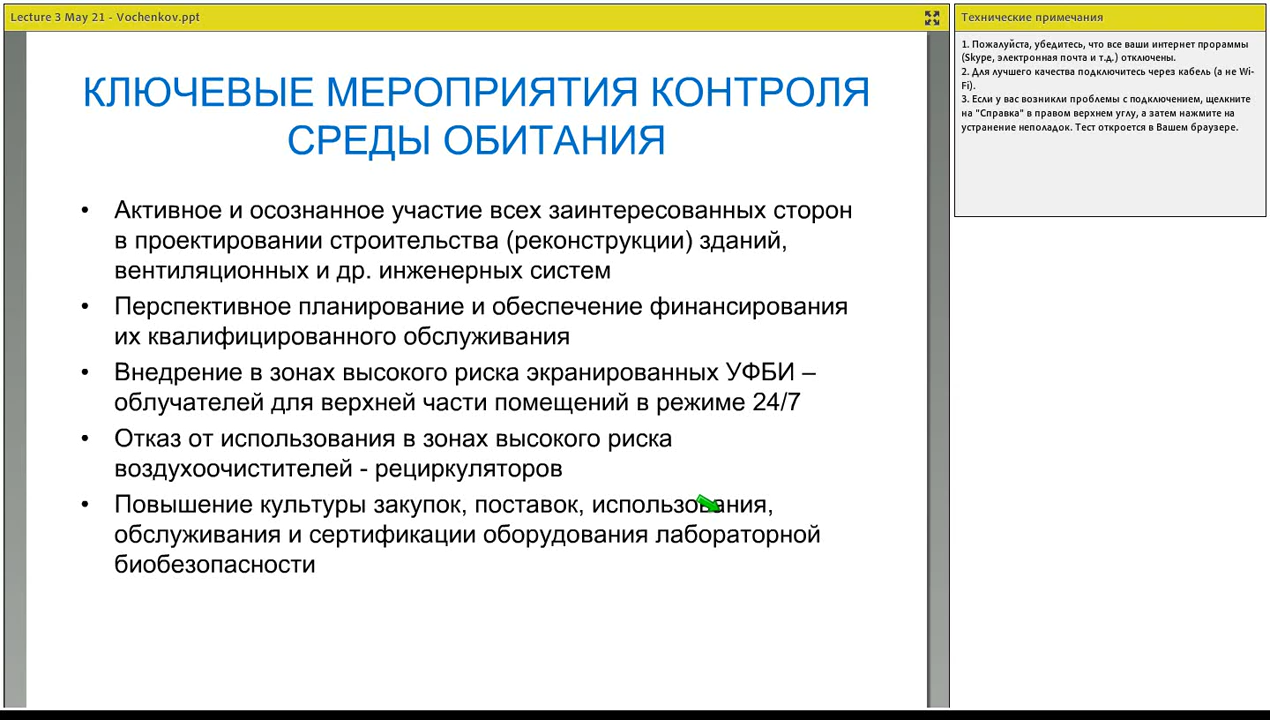 Lecture 3 May 21 - Vochenkov.ppt
КЛЮЧЕВЫЕ МЕРОПРИЯТИЯ КОНТРОЛЯ
СРЕДЫ ОБИТАНИЯ
• Активное и осознанное участие всех заинтересованных сторон
в проектировании строительства (реконструкции) зданий,
вентиляционных и др. инженерных систем
• Перспективное планирование и обеспечение финансирования
их квалифицированного обслуживания
• Внедрение в зонах высокого риска экранированных УФБИ –
облучателей для верхней части помещений в режиме 24/7
• Отказ от использования в зонах высокого риска
воздухоочистителей - рециркуляторов
• Повышение культуры закупок, поставок, использования,
обслуживания и сертификации оборудования лабораторной
биобезопасности
Технические примечания
1. Пожалуйста, убедитесь, что все ваши интернет прораммы
(Skype, электронная почта и т.д.) отключены.
2. Для лучшего качества подключитесь через кабель (а не Wi-
Fi).
3. Если у вас возникли проблемы с подключением, щелкните
на "Справка" в правом верхнем углу, а затем нажмите на
устранение неполадок. Тест откроется в Вашем браузере.